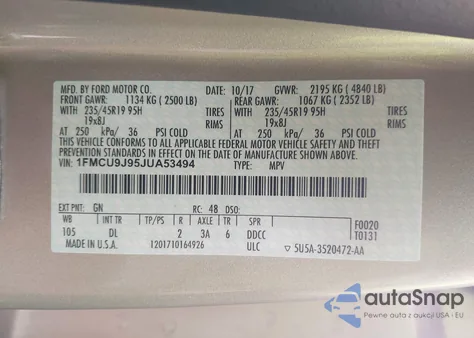 MFD. BY FORD MOTOR CO. 10/17 GVWR: 2195 KG (4840 LB)
FRONT GAWR: 1134 KG (2500 LB) REAR GAWR: 1067 KG (2352 LB)
WITH 235/45R19 95H TIRES WITH 235/45R19 95H TIRES
19x8J RIMS 19x8J RIMS
AT 250 kPa/ 36 PSI COLD AT 250 kPa/ 36 PSI COLD
THIS VEHICLE CONFORMS TO ALL APPLICABLE FEDERAL MOTOR VEHICLE SAFETY
AND THEFT PREVENTION STANDARDS IN EFFECT ON THE DATE OF MANUFACTURE SHOWN ABOVE.
VIN: 1FMCU9J95JUA53494 TYPE: MPV
EXT PNT: GN RC: 48 DSO: F0020
WB INT TR TP/PS R AXLE TR SPR T0131
105 DL 2 3A 6 DDCC
MADE IN U.S.A. 1201710164926 ULC 5U5A-3520472-AA
autoSnap
Pewne auta z aukcji USA - EU